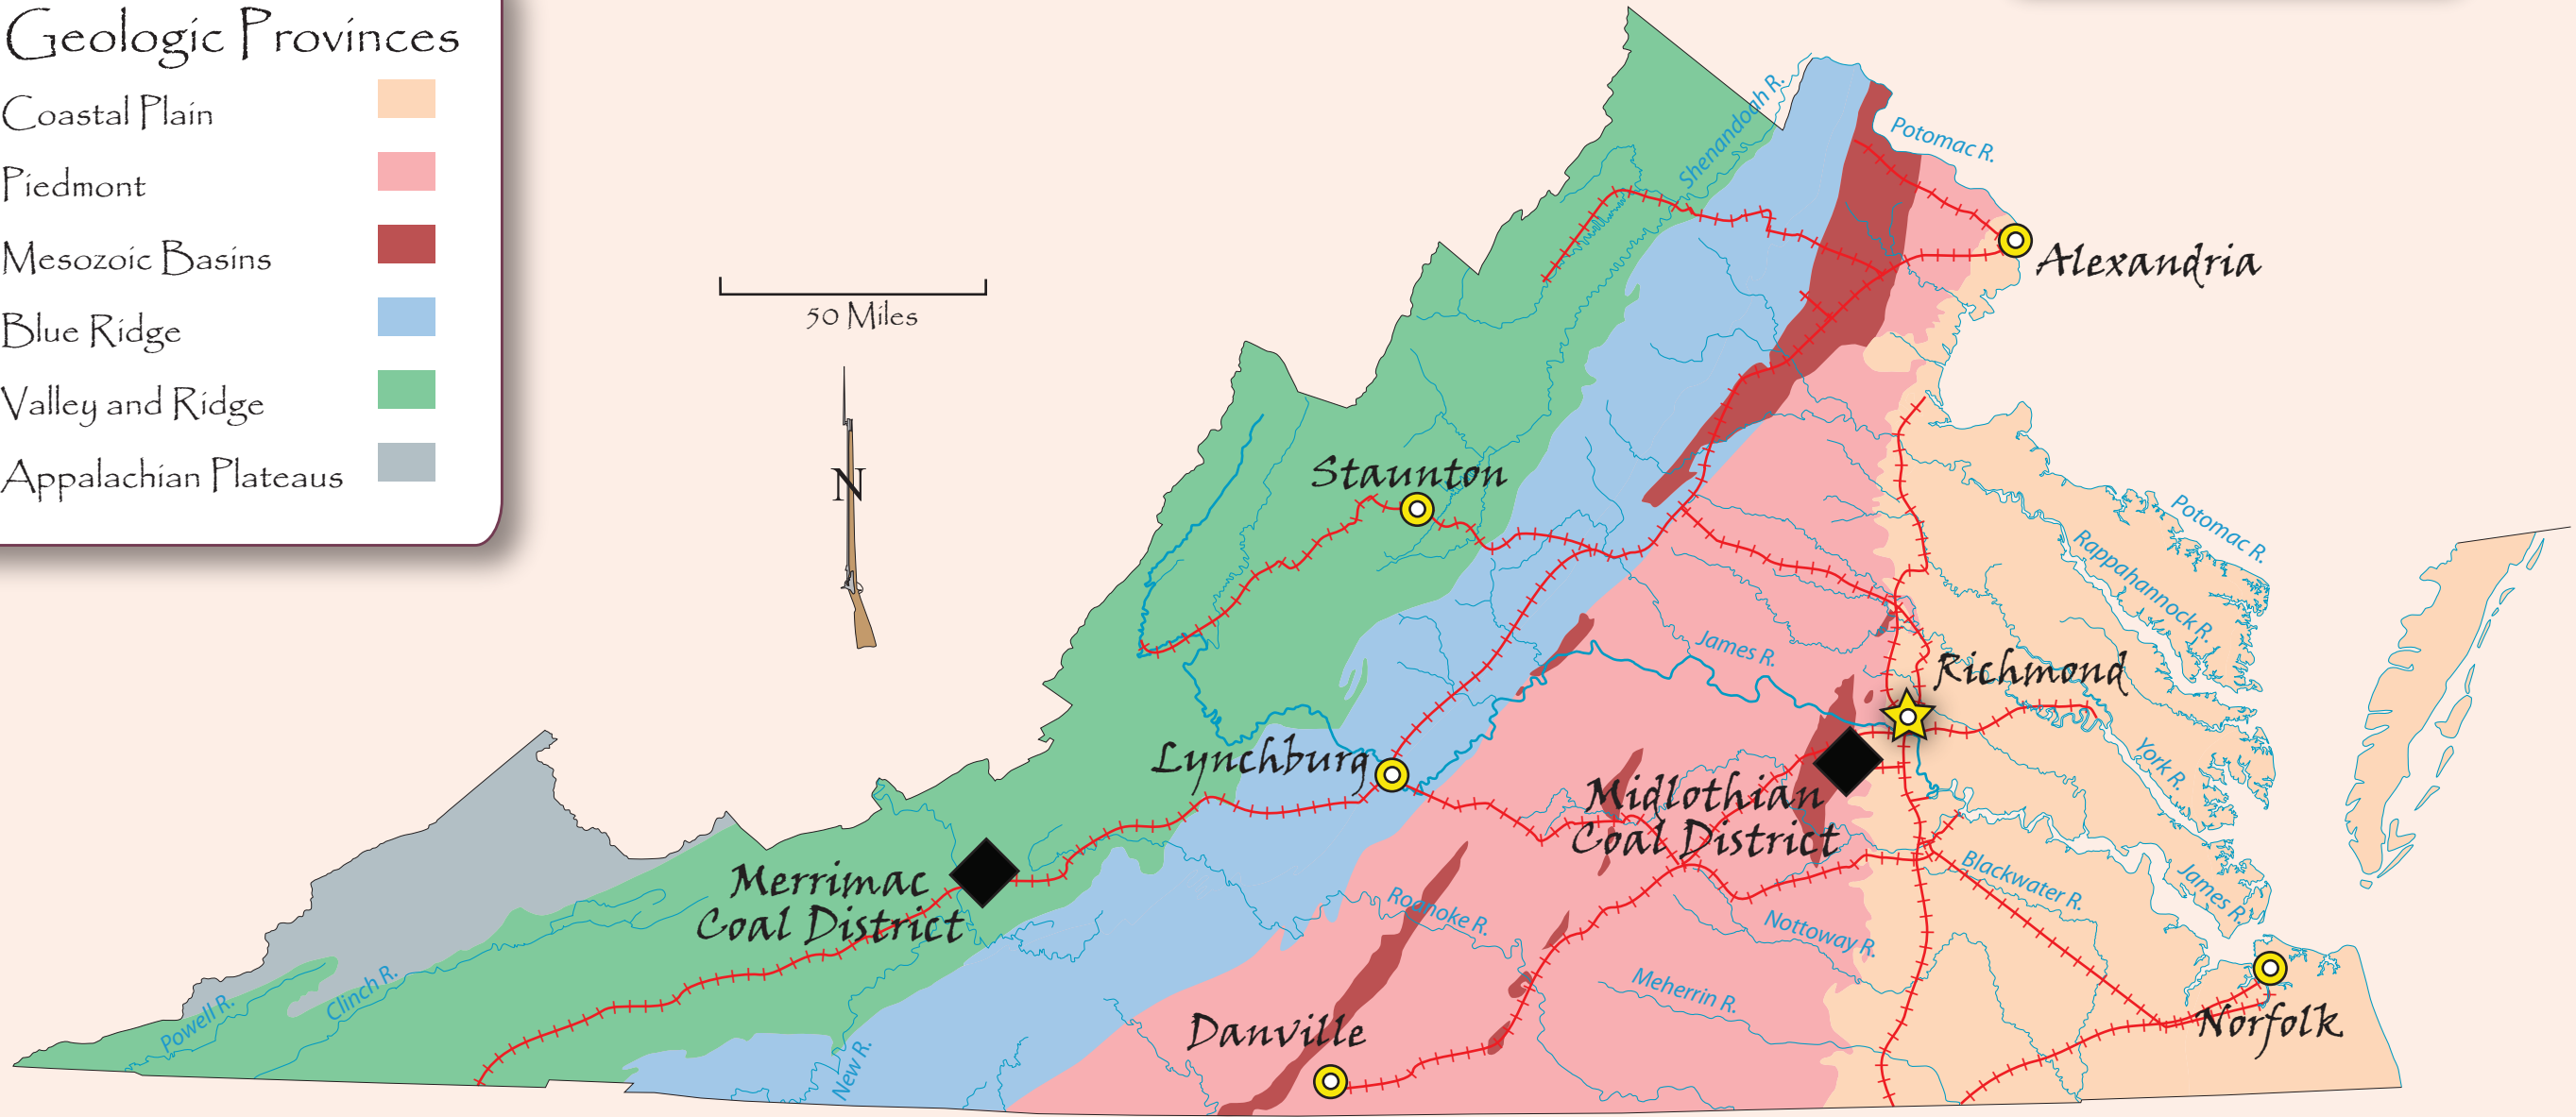 Geologic Provinces
Coastal Plain
Piedmont
Mesozoic Basins
Blue Ridge
Valley and Ridge
Appalachian Plateaus
50 Miles
N
Shenandoah R.
Potomac R.
Alexandria
Staunton
Potomac R.
Rappahannock R.
James R.
Richmond
York R.
Lynchburg
Midlothian
Coal District
Merrimac
Coal District
Blackwater R.
James R.
Roanoke R.
Nottoway R.
Meherrin R.
Norfolk
Powell R.
Clinch R.
New R.
Danville